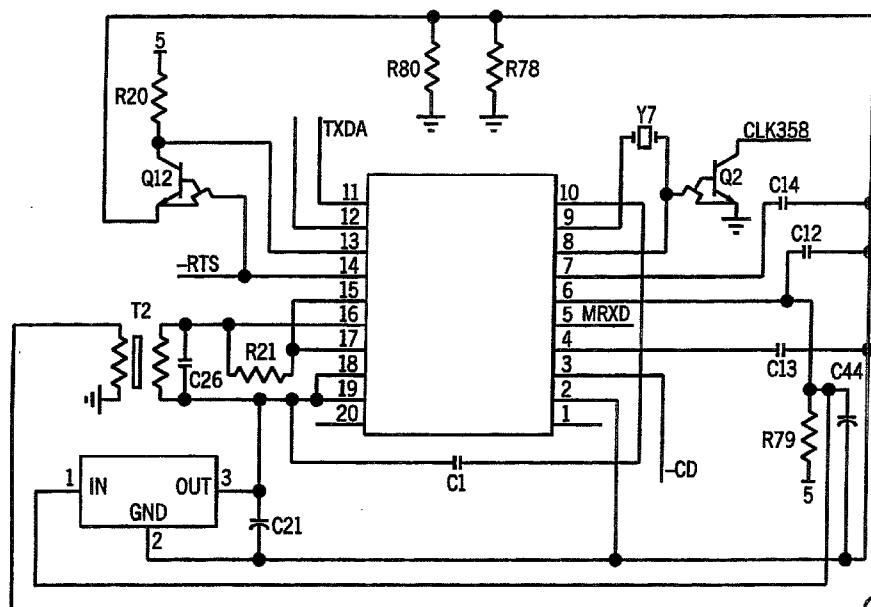 5
R20
R80
R78
TXDA
Y7
CLK358
Q12
Q2
C14
11
10
12
9
C12
13
8
-RTS
14
7
15
6
T2
16
5
MRXD
17
4
R21
C26
18
3
C13
C44
19
2
20
1
R79
-CD
C1
5
1
IN
OUT
3
GND
2
C21